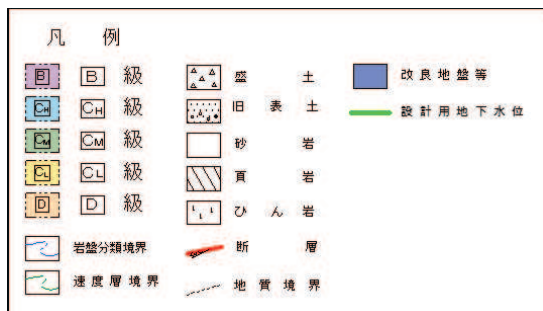 凡 例
B B 級
CH CH 級
CM CM 級
CL CL 級
D D 級
岩盤分類境界
速度層境界
盛 土
旧 表 土
砂 岩
頁 岩
ひ ん 岩
断 層
地 質 境 界
改良地盤等
設計用地下水位